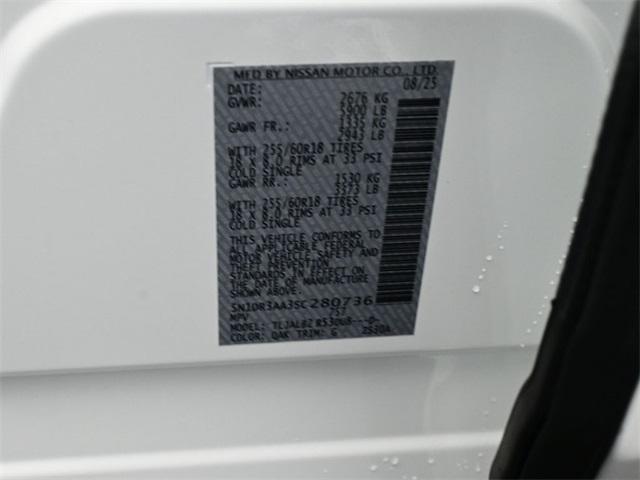 MFD BY NISSAN MOTOR CO., LTD.
DATE: 08/25
GVWR: 2676 KG
5900 LB
GAWR FR.: 1335 KG
2943 LB
WITH 255/60R18 TIRES
18 X 8.0 RIMS AT 33 PSI
COLD SINGLE
GAWR RR.: 1530 KG
3373 LB
WITH 255/60R18 TIRES
18 X 8.0 RIMS AT 33 PSI
COLD SINGLE
THIS VEHICLE CONFORMS TO
ALL APPLICABLE FEDERAL
MOTOR VEHICLE SAFETY AND
THEFT PREVENTION
STANDARDS IN EFFECT ON
THE DATE OF MANUFACTURE
SHOWN ABOVE.
5N1DR3AA3SC280736
MPV 757
MODEL:
COLOR: QAK TRIM: G